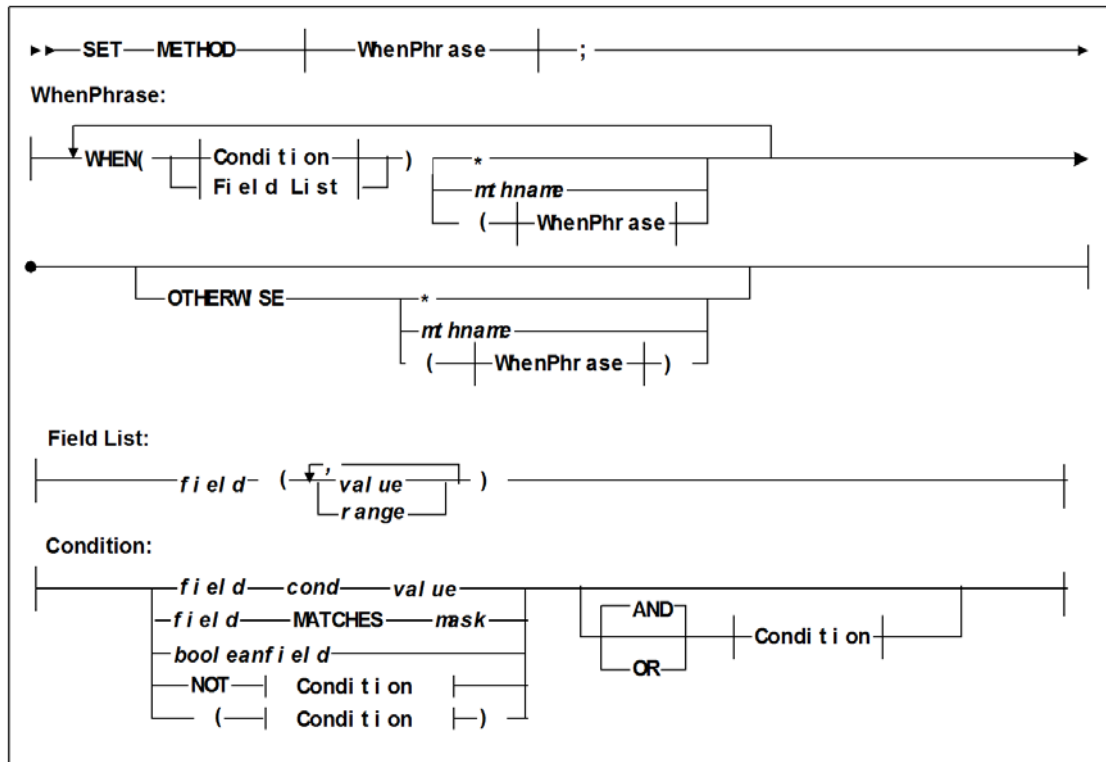 SET METHOD WhenPhrase ;
WhenPhrase:
WHEN( Condition ) *
Field List mthname
( WhenPhrase
OTHERWISE *
mthname
( WhenPhrase )
Field List:
,
field ( value )
range
Condition:
field cond value
field MATCHES mask AND
booleanfield Condition
NOT Condition OR
( Condition )